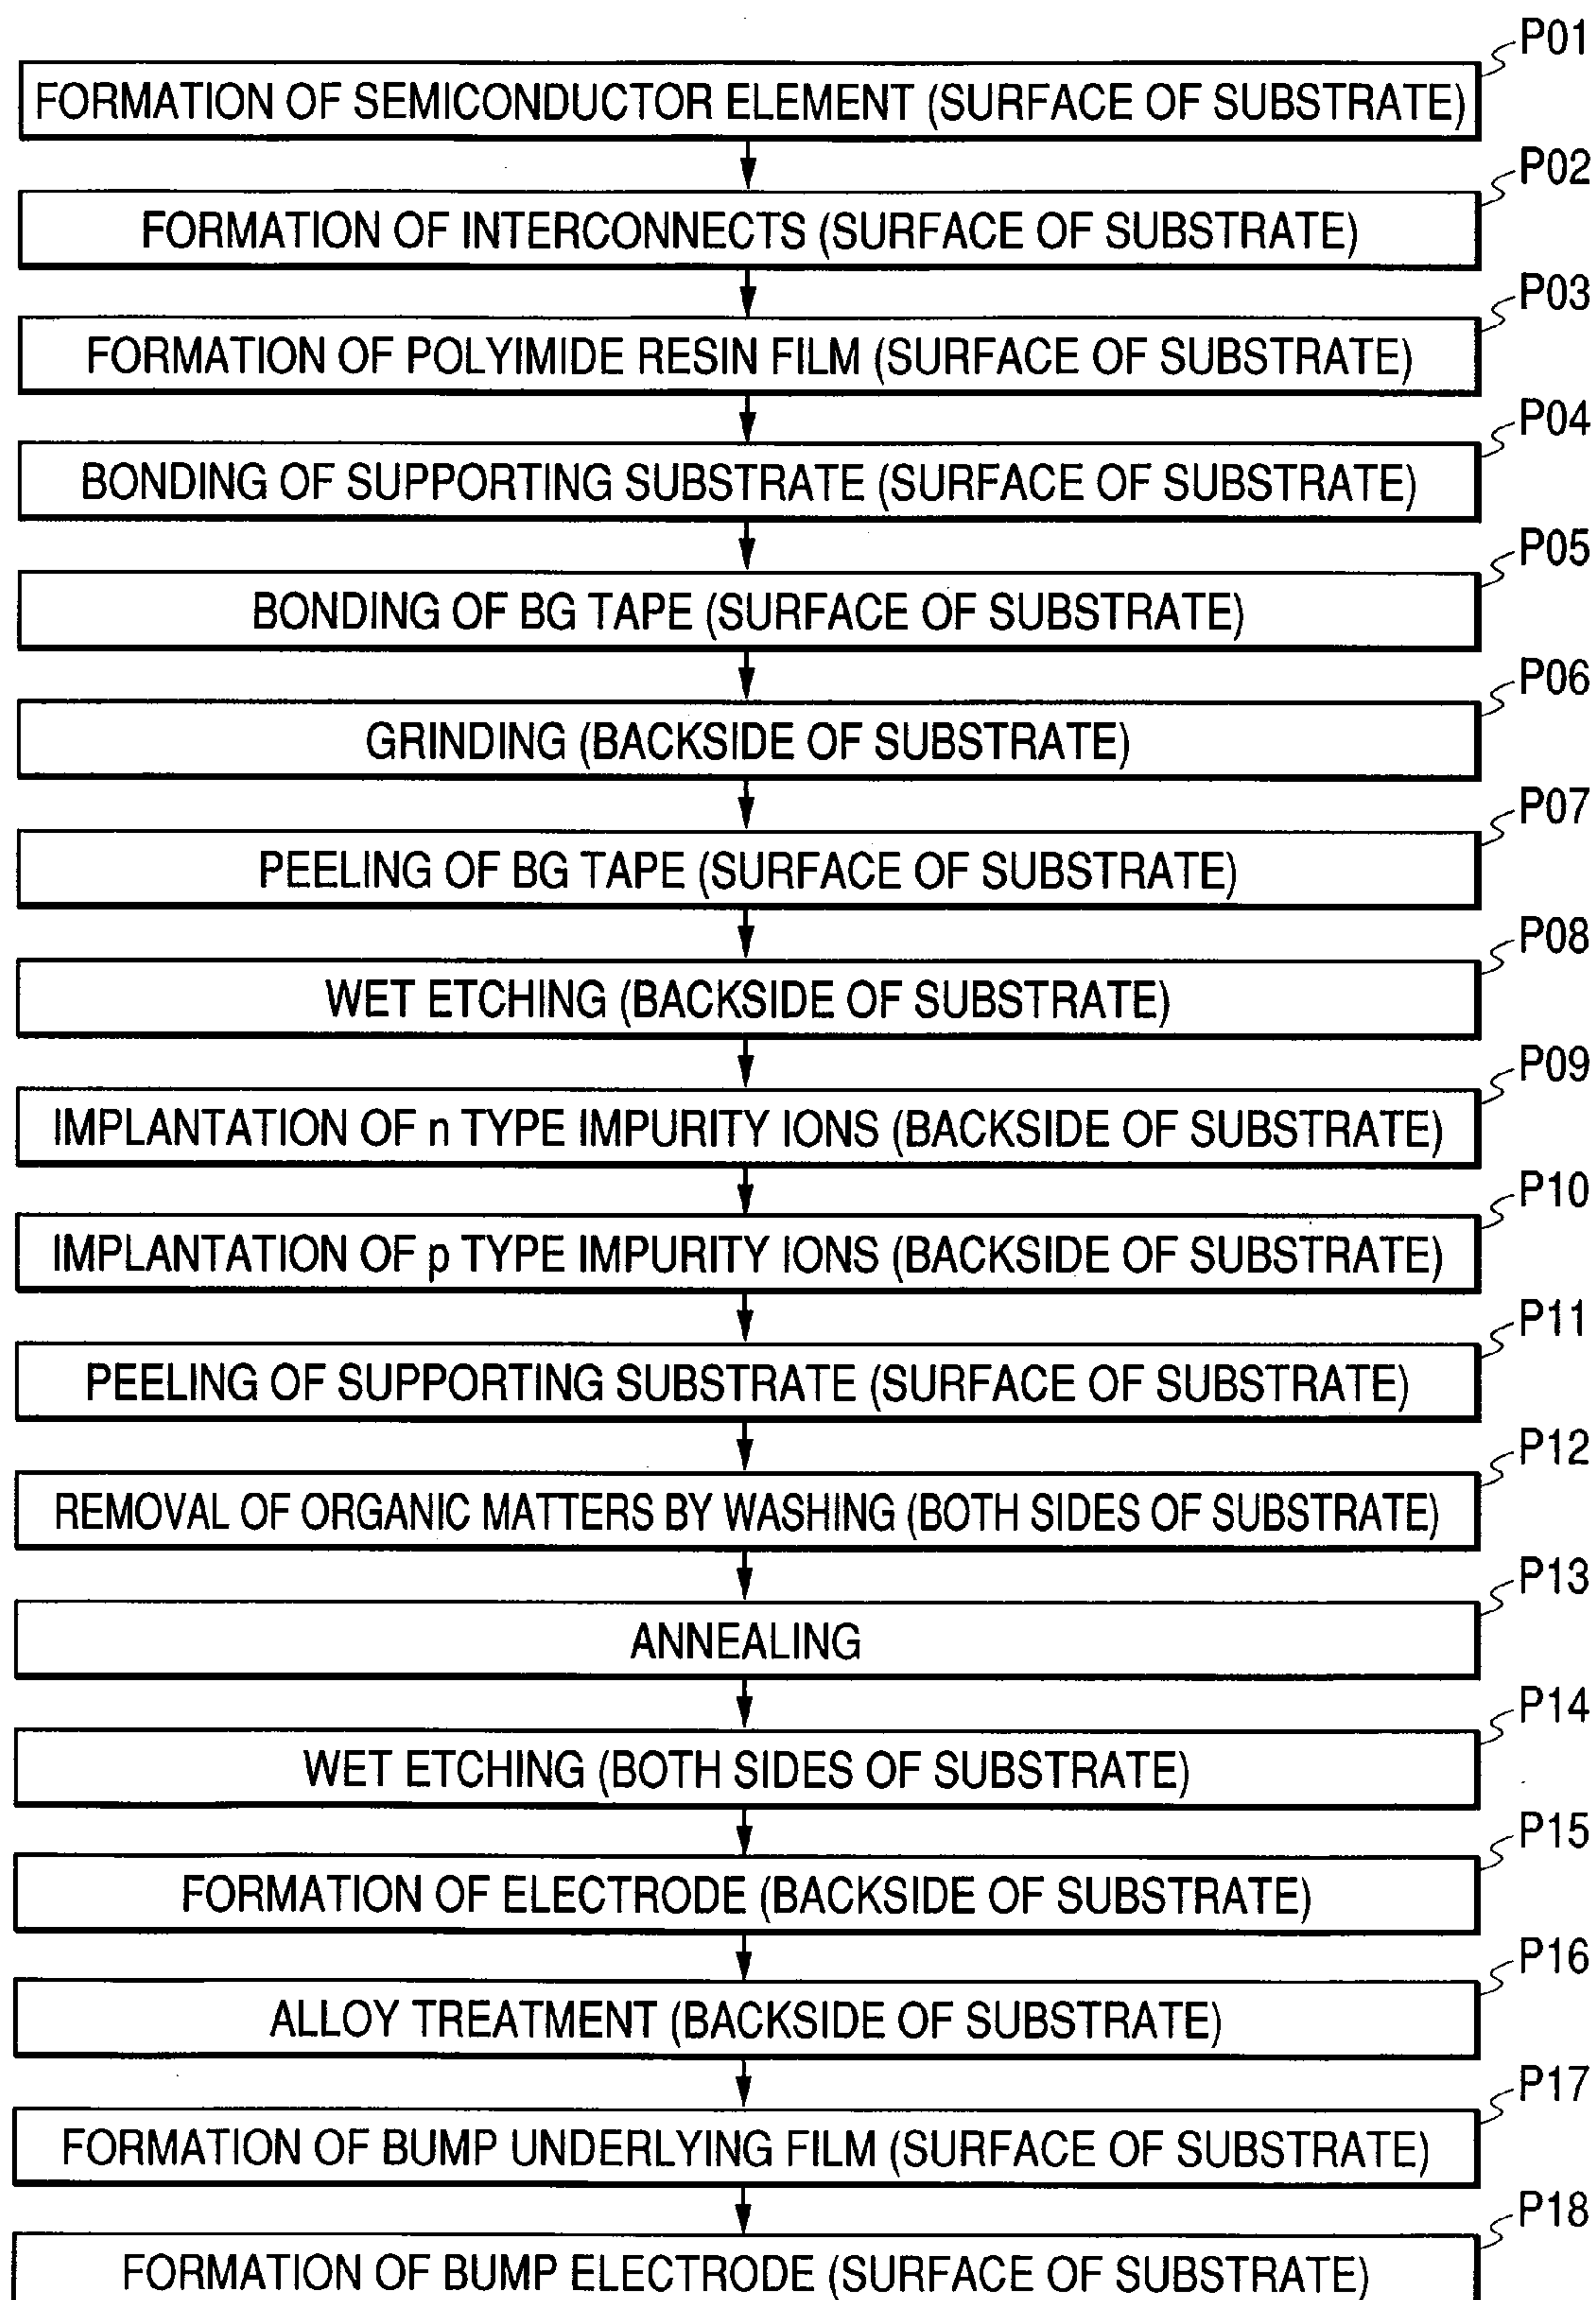 P01
FORMATION OF SEMICONDUCTOR ELEMENT (SURFACE OF SUBSTRATE)
P02
FORMATION OF INTERCONNECTS (SURFACE OF SUBSTRATE)
P03
FORMATION OF POLYIMIDE RESIN FILM (SURFACE OF SUBSTRATE)
P04
BONDING OF SUPPORTING SUBSTRATE (SURFACE OF SUBSTRATE)
P05
BONDING OF BG TAPE (SURFACE OF SUBSTRATE)
P06
GRINDING (BACKSIDE OF SUBSTRATE)
P07
PEELING OF BG TAPE (SURFACE OF SUBSTRATE)
P08
WET ETCHING (BACKSIDE OF SUBSTRATE)
P09
IMPLANTATION OF n TYPE IMPURITY IONS (BACKSIDE OF SUBSTRATE)
P10
IMPLANTATION OF p TYPE IMPURITY IONS (BACKSIDE OF SUBSTRATE)
P11
PEELING OF SUPPORTING SUBSTRATE (SURFACE OF SUBSTRATE)
P12
REMOVAL OF ORGANIC MATTERS BY WASHING (BOTH SIDES OF SUBSTRATE)
P13
ANNEALING
P14
WET ETCHING (BOTH SIDES OF SUBSTRATE)
P15
FORMATION OF ELECTRODE (BACKSIDE OF SUBSTRATE)
P16
ALLOY TREATMENT (BACKSIDE OF SUBSTRATE)
P17
FORMATION OF BUMP UNDERLYING FILM (SURFACE OF SUBSTRATE)
P18
FORMATION OF BUMP ELECTRODE (SURFACE OF SUBSTRATE)